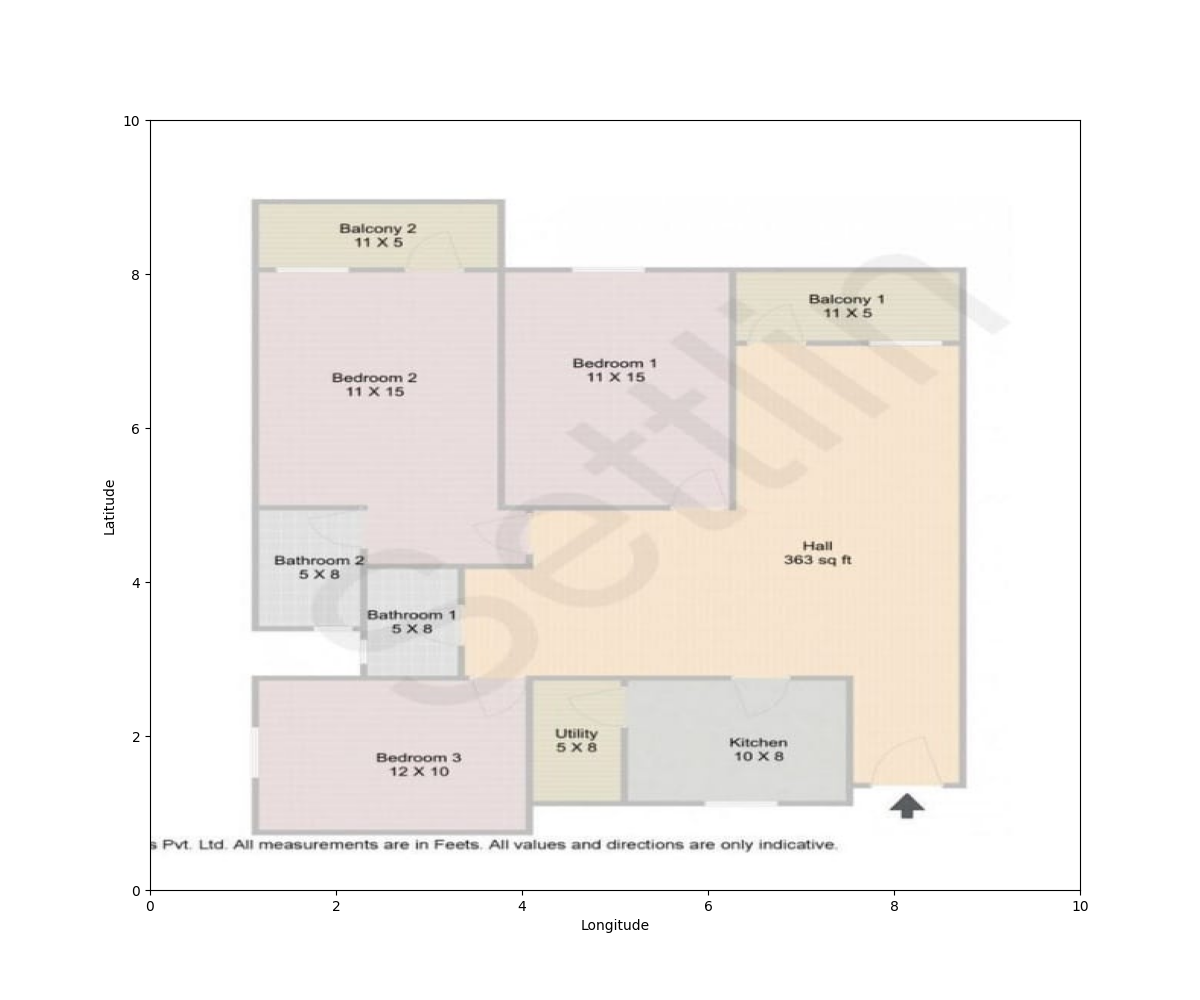 Balcony 2
11 X 5
Balcony 1
11 X 5
Bedroom 1
11 X 15
Bedroom 2
11 X 15
Hall
363 sq ft
Bathroom 2
5 X 8
Bathroom 1
5 X 8
Utility
5 X 8
Kitchen
10 X 8
Bedroom 3
12 X 10
s Pvt. Ltd. All measurements are in Feets. All values and directions are only indicative.
Settlin
Latitude
10
8
6
4
2
0
0 2 4 6 8 10
Longitude